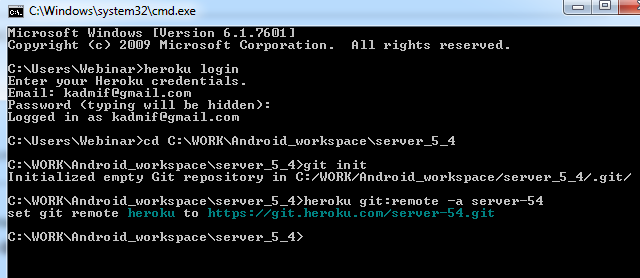 C:\Windows\system32\cmd.exe
Microsoft Windows [Version 6.1.7601]
Copyright (c) 2009 Microsoft Corporation.  All rights reserved.
C:\Users\Webinar>heroku login
Enter your Heroku credentials.
Email: kadmif@gmail.com
Password (typing will be hidden):
Logged in as kadmif@gmail.com
C:\Users\Webinar>cd C:\WORK\Android_workspace\server_5_4
C:\WORK\Android_workspace\server_5_4>git init
Initialized empty Git repository in C:/WORK/Android_workspace/server_5_4/.git/
C:\WORK\Android_workspace\server_5_4>heroku git:remote -a server-54
set git remote heroku to https://git.heroku.com/server-54.git
C:\WORK\Android_workspace\server_5_4>